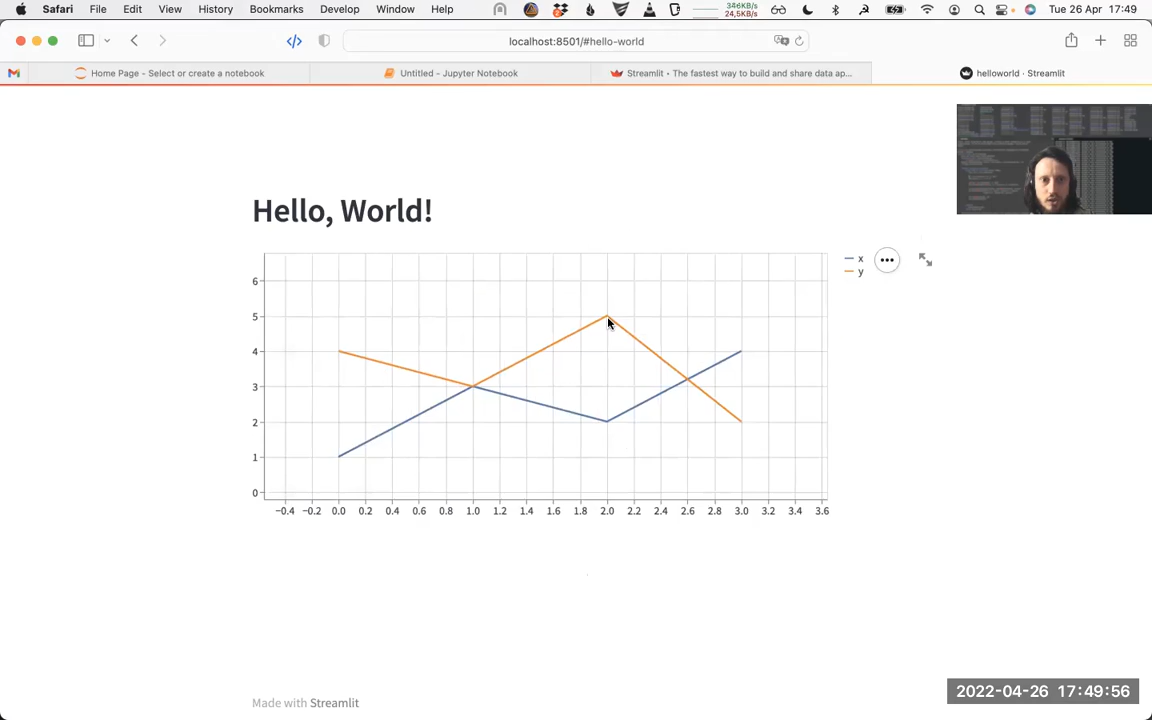 Safari File Edit View History Bookmarks Develop Window Help
346KB/s
24,5KB/s
Tue 26 Apr 17:49
localhost:8501/#hello-world
Home Page - Select or create a notebook
Untitled - Jupyter Notebook
Streamlit • The fastest way to build and share data ap...
helloworld · Streamlit
Hello, World!
x
y
6
5
4
3
2
1
0
−0.4 −0.2 0.0 0.2 0.4 0.6 0.8 1.0 1.2 1.4 1.6 1.8 2.0 2.2 2.4 2.6 2.8 3.0 3.2 3.4 3.6
Made with Streamlit
2022-04-26 17:49:56